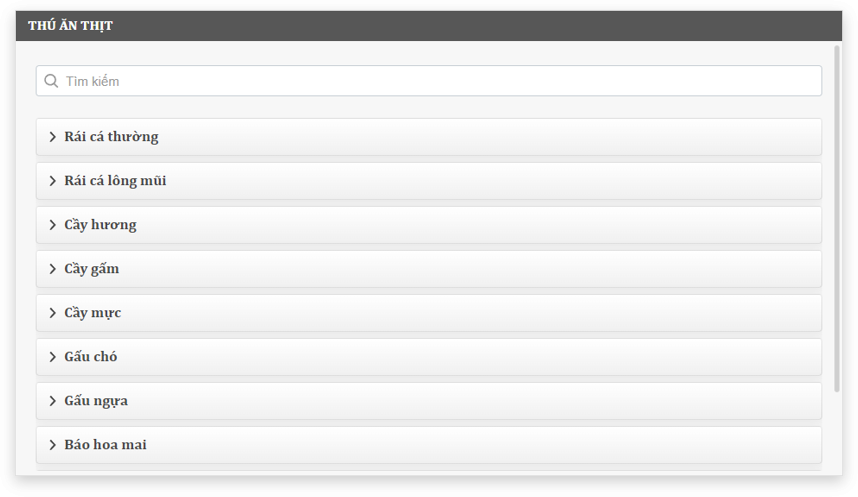 THÚ ĂN THỊT
Tìm kiếm
Rái cá thường
Rái cá lông mũi
Cầy hương
Cầy gấm
Cầy mực
Gấu chó
Gấu ngựa
Báo hoa mai